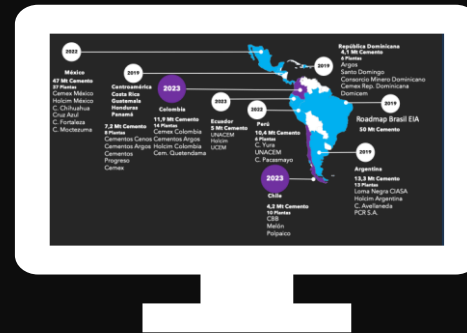 2023
México
47 Mt Cemento
37 Plantas
Cemex México
Holcim México
C. Chihuahua
Cruz Azul
C. Fortaleza
C. Moctezuma
2019
Centroamérica
Costa Rica
Guatemala
Honduras
Panamá
7,2 Mt Cemento
8 Plantas
Cementos Cenosa
Cementos Argos
Cementos
Progreso
Cemex
2023
Colombia
11,9 Mt Cemento
14 Plantas
Cemex Colombia
Cementos Argos
Holcim Colombia
Cem. Quetendama
2023
Ecuador
5 Mt Cemento
UNACEM
Holcim
UCEM
2022
Perú
10,4 Mt Cemento
6 Plantas
C. Yura
UNACEM
C. Pacasmayo
2023
Chile
4,2 Mt Cemento
10 Plantas
CBB
Melón
Polpaico
2019
República Dominicana
4,1 Mt Cemento
6 Plantas
Argos
Santo Domingo
Consorcio Minero Dominicano
Cemex Rep. Dominicana
Domicem
2019
Roadmap Brasil EIA
50 Mt Cemento
2019
Argentina
13,3 Mt Cemento
13 Plantas
Loma Negra CIASA
Holcim Argentina
C. Avellaneda
PCR S.A.